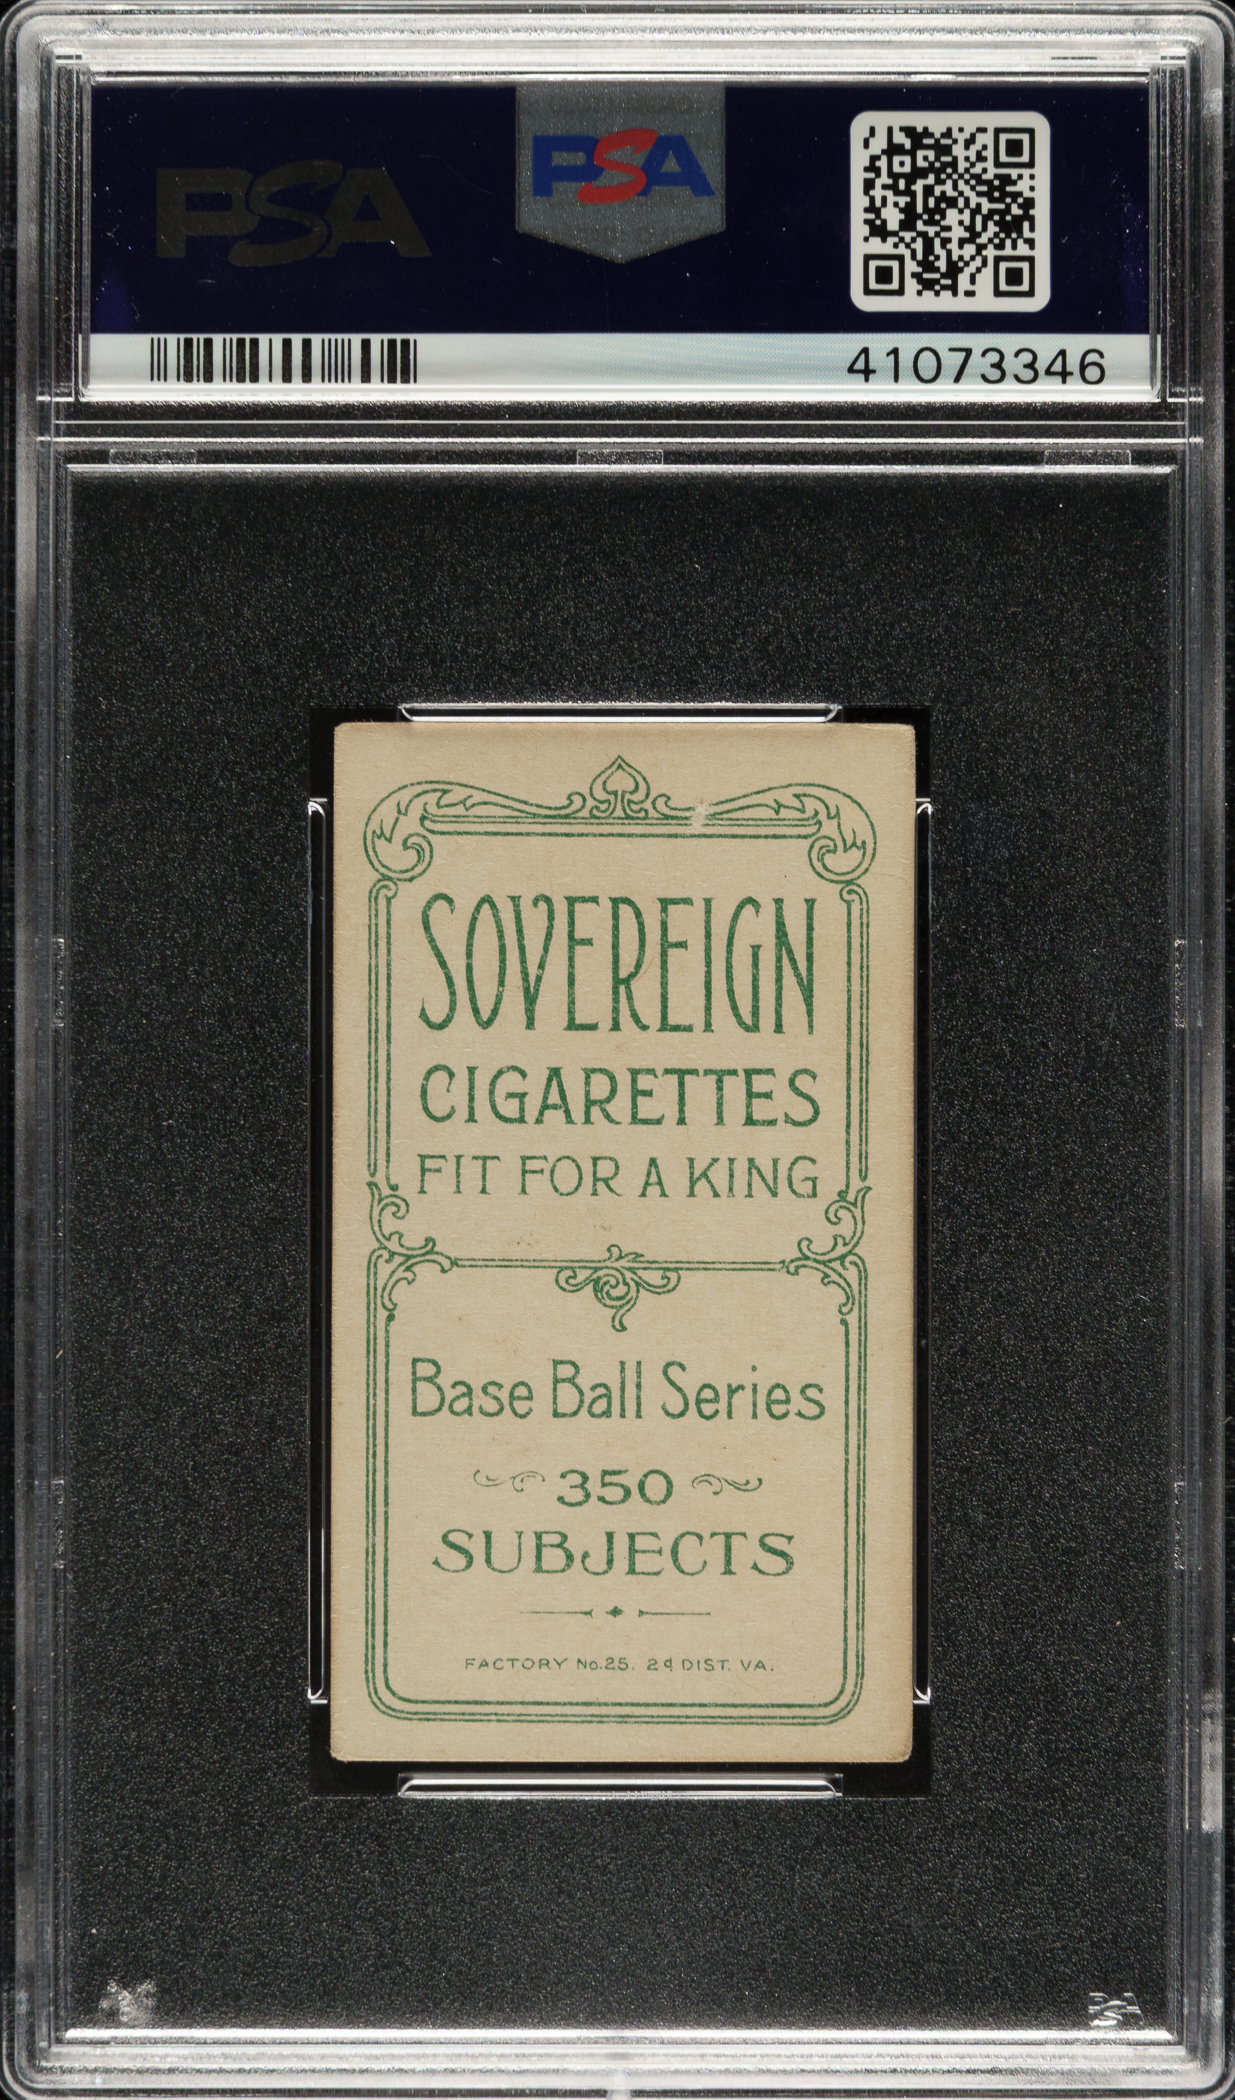 PSA
PSA
41073346
SOVEREIGN
CIGARETTES
FIT FOR A KING
Base Ball Series
350
SUBJECTS
FACTORY No. 25. 2d DIST. VA.
PSA